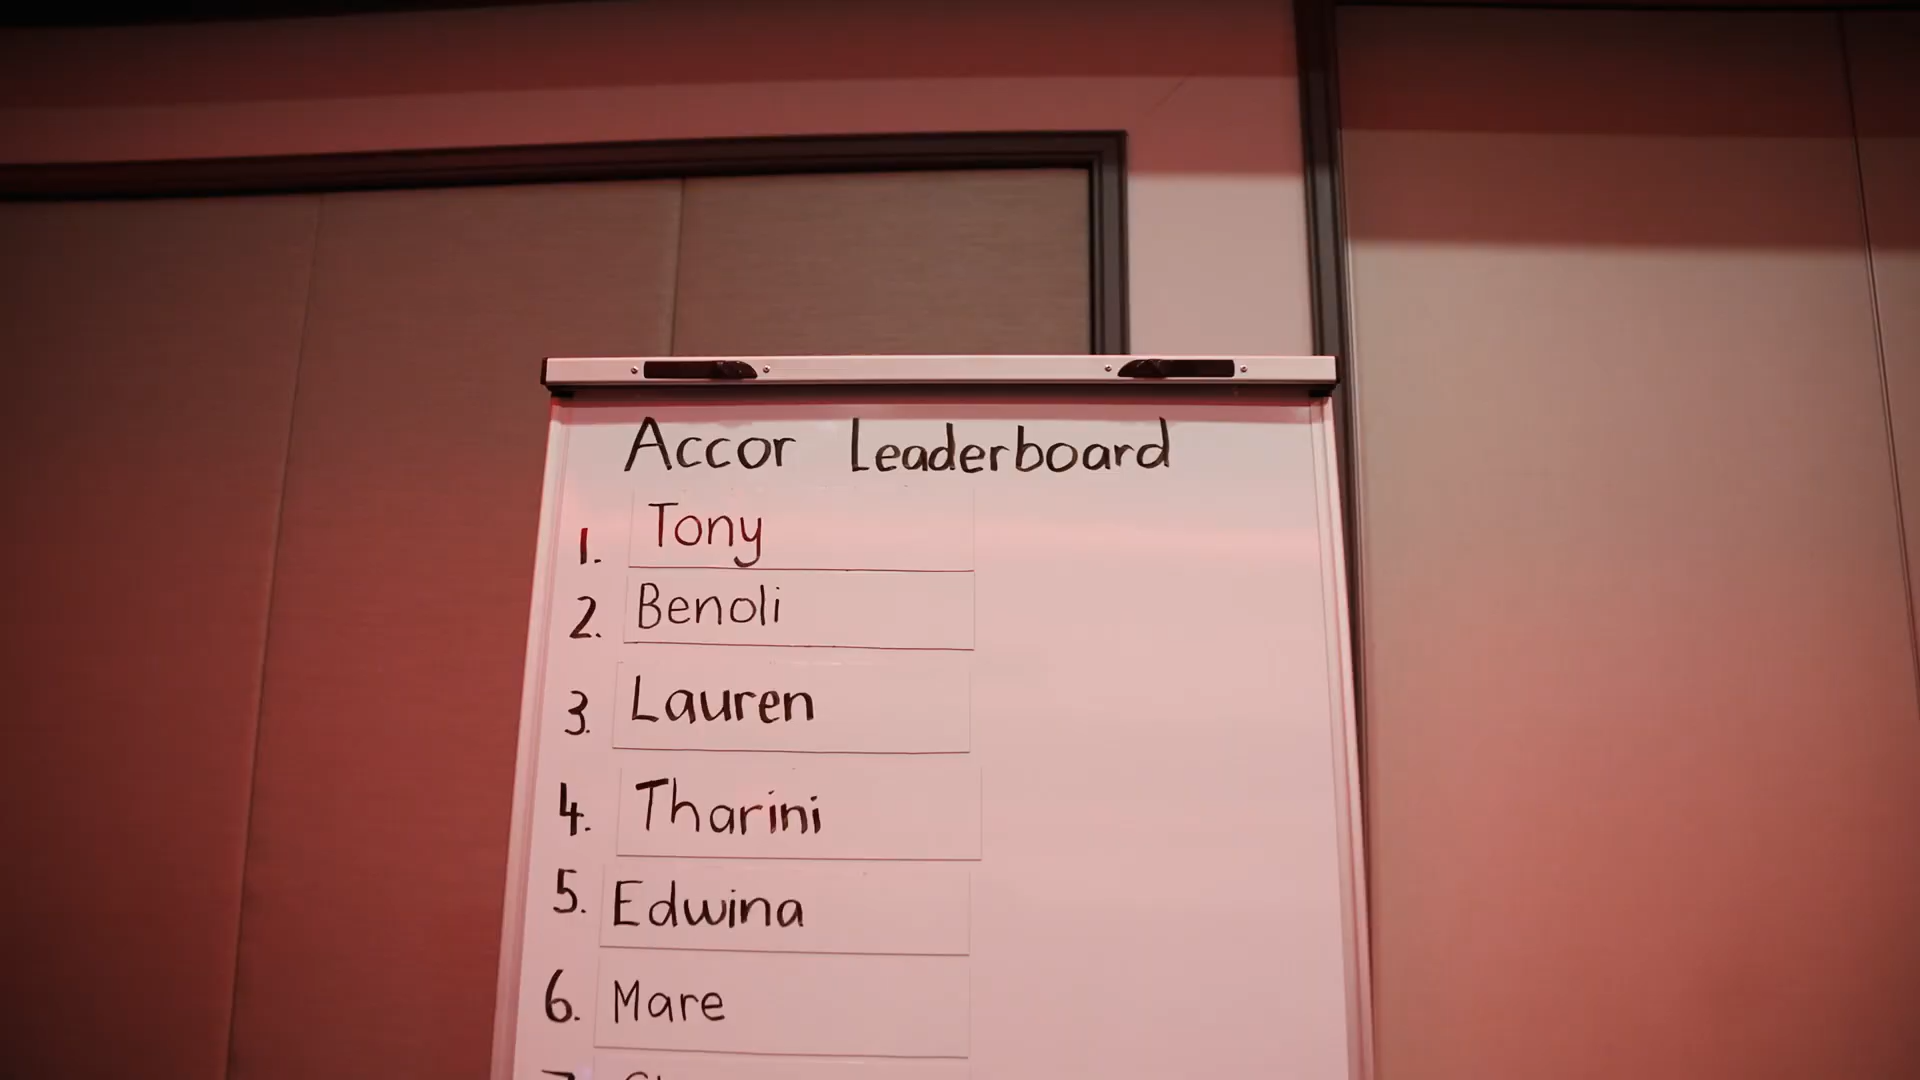 Accor Leaderboard
1. Tony
2. Benoli
3. Lauren
4. Tharini
5. Edwina
6. Mare